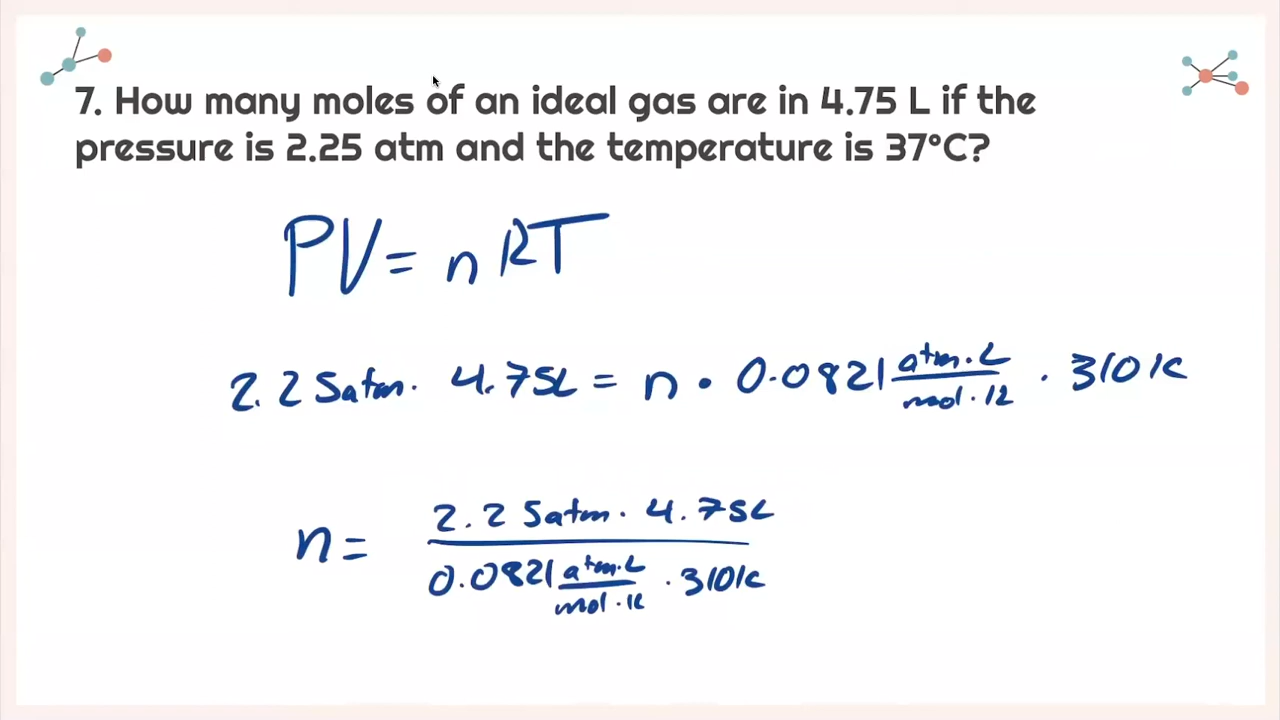 7. How many moles of an ideal gas are in 4.75 L if the
pressure is 2.25 atm and the temperature is 37°C?
PV = nRT
2.25atm · 4.75L = n · 0.0821 atm·L/mol·K · 310K
n = 2.25atm · 4.75L / 0.0821 atm·L/mol·K · 310K